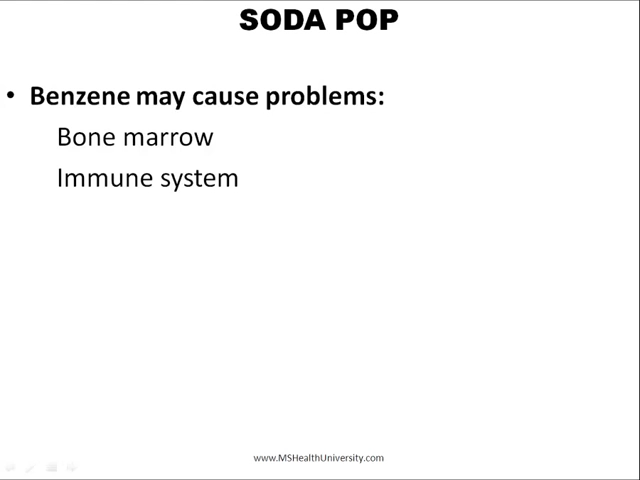 SODA POP
• Benzene may cause problems:
Bone marrow
Immune system
www.MSHealthUniversity.com